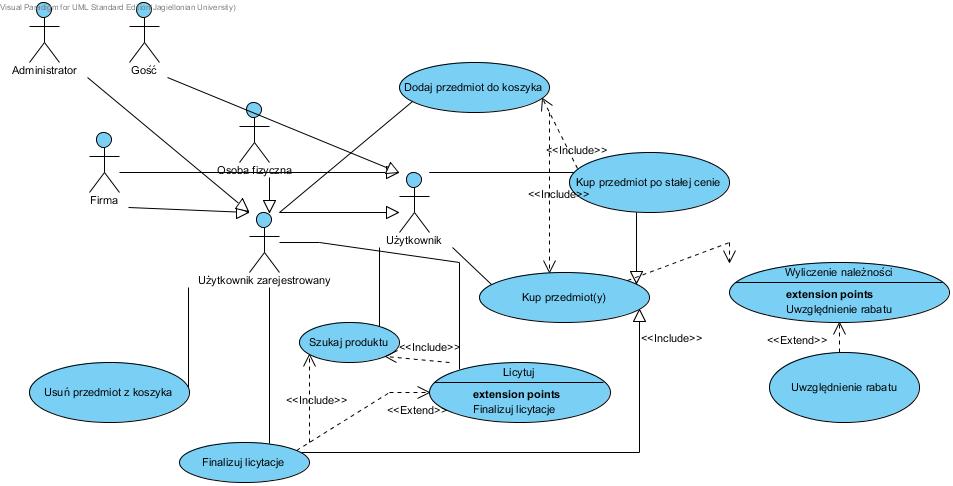 Visual Paradigm for UML Standard Edition(Jagiellonian University)
Administrator
Gość
Dodaj przedmiot do koszyka
Osoba fizyczna
Firma
<<Include>>
Kup przedmiot po stałej cenie
<<Include>>
Użytkownik
Użytkownik zarejestrowany
Wyliczenie należności
extension points
Uwzględnienie rabatu
Kup przedmiot(y)
Szukaj produktu
<<Include>>
<<Include>>
<<Extend>>
Licytuj
extension points
Finalizuj licytacje
Uwzględnienie rabatu
Usuń przedmiot z koszyka
<<Include>>
<<Extend>>
Finalizuj licytacje